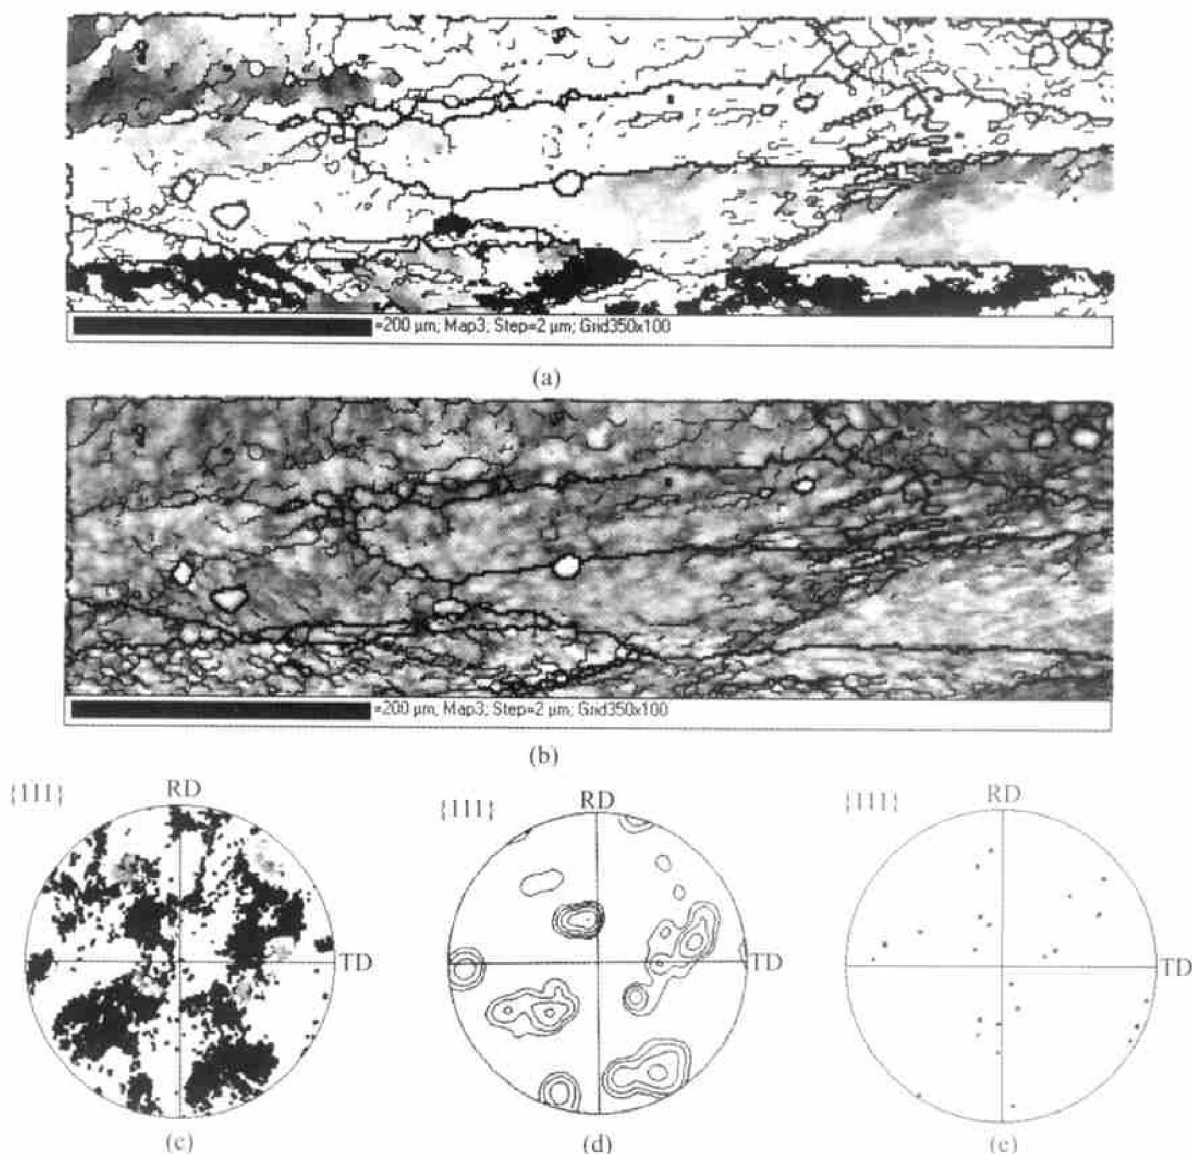 =200 µm; Map3; Step=2 µm; Grid350x100
(a)
=200 µm; Map3; Step=2 µm; Grid350x100
(b)
{111} RD
TD
(c)
{111} RD
TD
(d)
{111} RD
TD
(e)